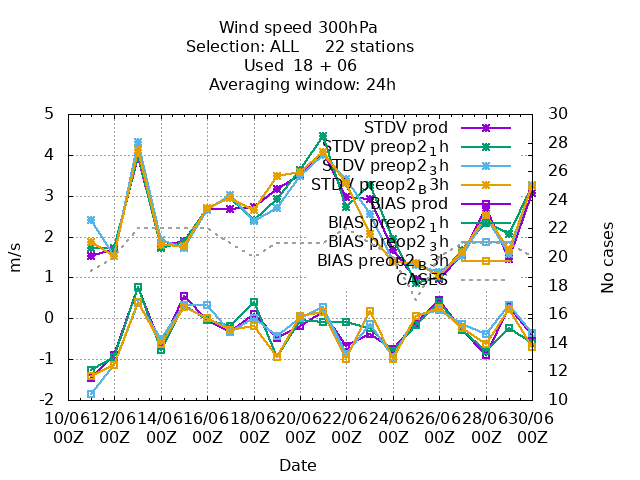 Wind speed 300hPa
Selection: ALL 22 stations
Used 18 + 06
Averaging window: 24h
m/s
5
4
3
2
1
0
-1
-2
30
28
26
24
22
20
18
16
14
12
10
No cases
STDV prod
STDV preop2₁h
STDV preop2₃h
STDV preop2_B3h
BIAS prod
BIAS preop2₁h
BIAS preop2₃h
BIAS preop2_B3h
CASES
10/06 12/06 14/06 16/06 18/06 20/06 22/06 24/06 26/06 28/06 30/06
00Z 00Z 00Z 00Z 00Z 00Z 00Z 00Z 00Z 00Z 00Z
Date